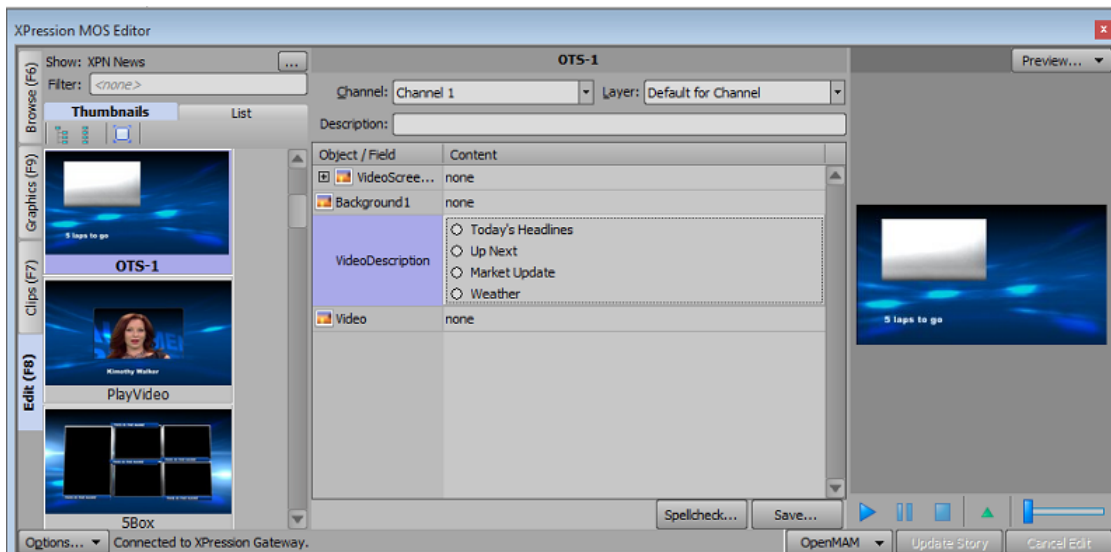 XPression MOS Editor
x
Show: XPN News
...
Filter: <none>
Thumbnails
List
Browse (F6)
Graphics (F9)
Clips (F7)
Edit (F8)
5 laps to go
OTS-1
Kimethy Walker
PlayVideo
5Box
OTS-1
Channel: Channel 1
Layer: Default for Channel
Description:
Object / Field
Content
VideoScree...
none
Background1
none
VideoDescription
Today's Headlines
Up Next
Market Update
Weather
Video
none
Spellcheck...
Save...
Preview...
5 laps to go
Options...
Connected to XPression Gateway.
OpenMAM
Update Story
Cancel Edit